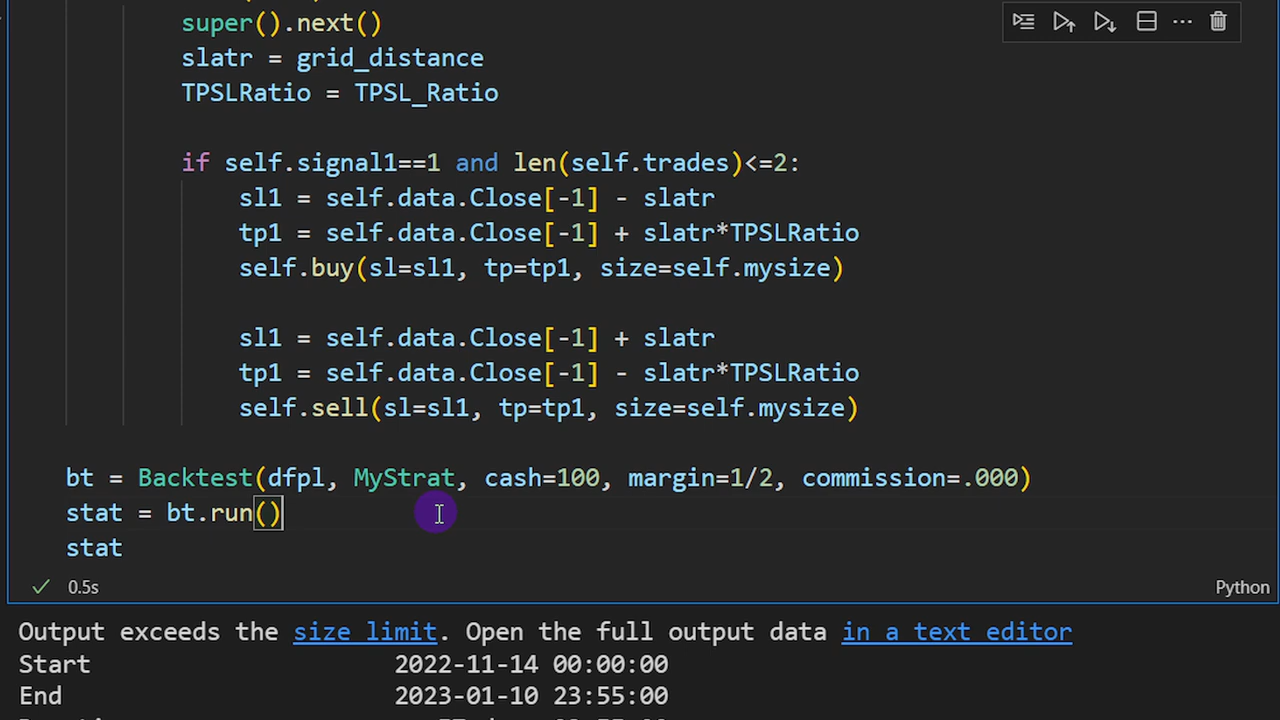 super().next()
slatr = grid_distance
TPSLRatio = TPSL_Ratio
if self.signal1==1 and len(self.trades)<=2:
sl1 = self.data.Close[-1] - slatr
tp1 = self.data.Close[-1] + slatr*TPSLRatio
self.buy(sl=sl1, tp=tp1, size=self.mysize)
sl1 = self.data.Close[-1] + slatr
tp1 = self.data.Close[-1] - slatr*TPSLRatio
self.sell(sl=sl1, tp=tp1, size=self.mysize)
bt = Backtest(dfpl, MyStrat, cash=100, margin=1/2, commission=.000)
stat = bt.run()
stat
0.5s
Python
Output exceeds the size limit. Open the full output data in a text editor
Start 2022-11-14 00:00:00
End 2023-01-10 23:55:00